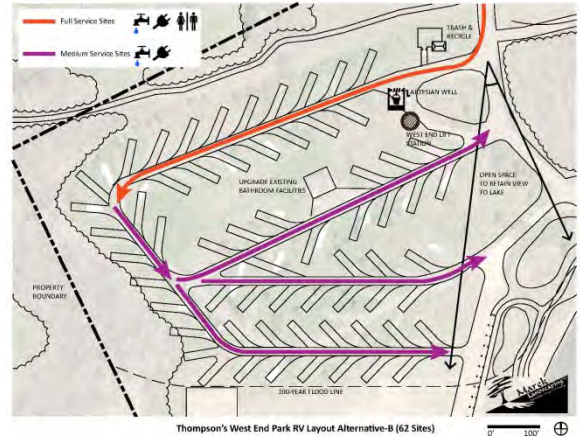 Full Service Sites
Medium Service Sites
TRASH &
RECYCLE
ARTESIAN WELL
WEST END LIFT
STATION
UPGRADE EXISTING
BATHROOM FACILITIES
OPEN SPACE
TO RETAIN VIEW
TO LAKE
PROPERTY
BOUNDARY
100-YEAR FLOOD LINE
March
LANDSCAPING
Thompson's West End Park RV Layout Alternative-B (62 Sites)
0' 100'